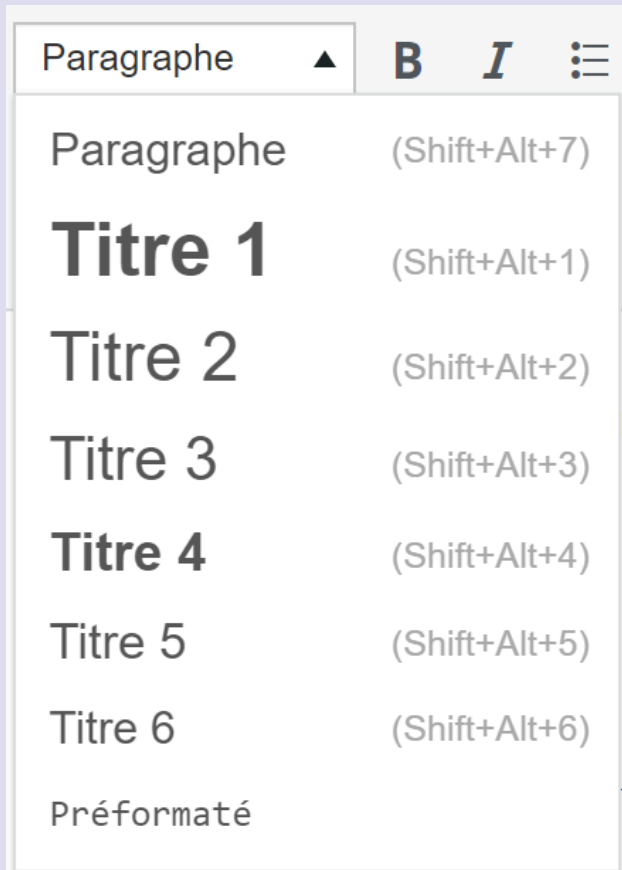 Paragraphe B I
Paragraphe (Shift+Alt+7)
Titre 1 (Shift+Alt+1)
Titre 2 (Shift+Alt+2)
Titre 3 (Shift+Alt+3)
Titre 4 (Shift+Alt+4)
Titre 5 (Shift+Alt+5)
Titre 6 (Shift+Alt+6)
Préformaté